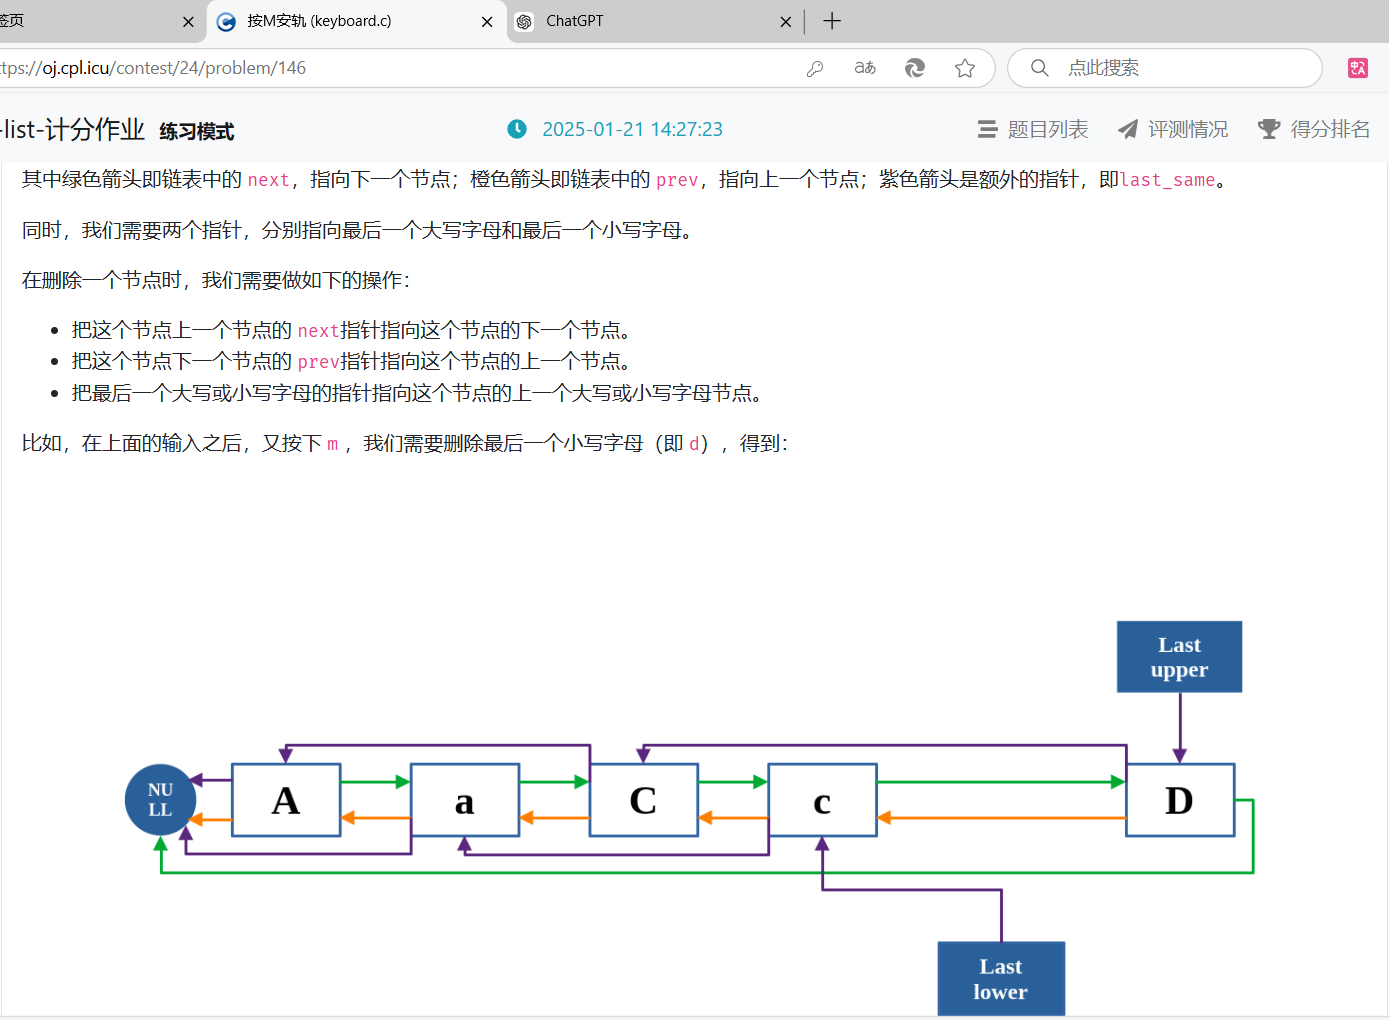 签页
按M安轨 (keyboard.c)
ChatGPT
ttps://oj.cpl.icu/contest/24/problem/146
aあ
点此搜索
-list-计分作业 练习模式
2025-01-21 14:27:23
题目列表
评测情况
得分排名
其中绿色箭头即链表中的 next，指向下一个节点；橙色箭头即链表中的 prev，指向上一个节点；紫色箭头是额外的指针，即last_same。
同时，我们需要两个指针，分别指向最后一个大写字母和最后一个小写字母。
在删除一个节点时，我们需要做如下的操作：
• 把这个节点上一个节点的 next指针指向这个节点的下一个节点。
• 把这个节点下一个节点的 prev指针指向这个节点的上一个节点。
• 把最后一个大写或小写字母的指针指向这个节点的上一个大写或小写字母节点。
比如，在上面的输入之后，又按下 m ，我们需要删除最后一个小写字母（即 d），得到：
Last
upper
NU
LL
A
a
C
c
D
Last
lower